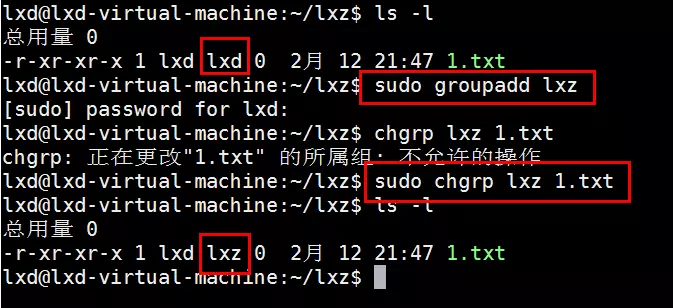 lxd@lxd-virtual-machine:~/lxz$ ls -l
总用量 0
-r-xr-xr-x 1 lxd lxd 0  2月 12 21:47 1.txt
lxd@lxd-virtual-machine:~/lxz$ sudo groupadd lxz
[sudo] password for lxd:
lxd@lxd-virtual-machine:~/lxz$ chgrp lxz 1.txt
chgrp: 正在更改"1.txt" 的所属组: 不允许的操作
lxd@lxd-virtual-machine:~/lxz$ sudo chgrp lxz 1.txt
lxd@lxd-virtual-machine:~/lxz$ ls -l
总用量 0
-r-xr-xr-x 1 lxd lxz 0  2月 12 21:47 1.txt
lxd@lxd-virtual-machine:~/lxz$